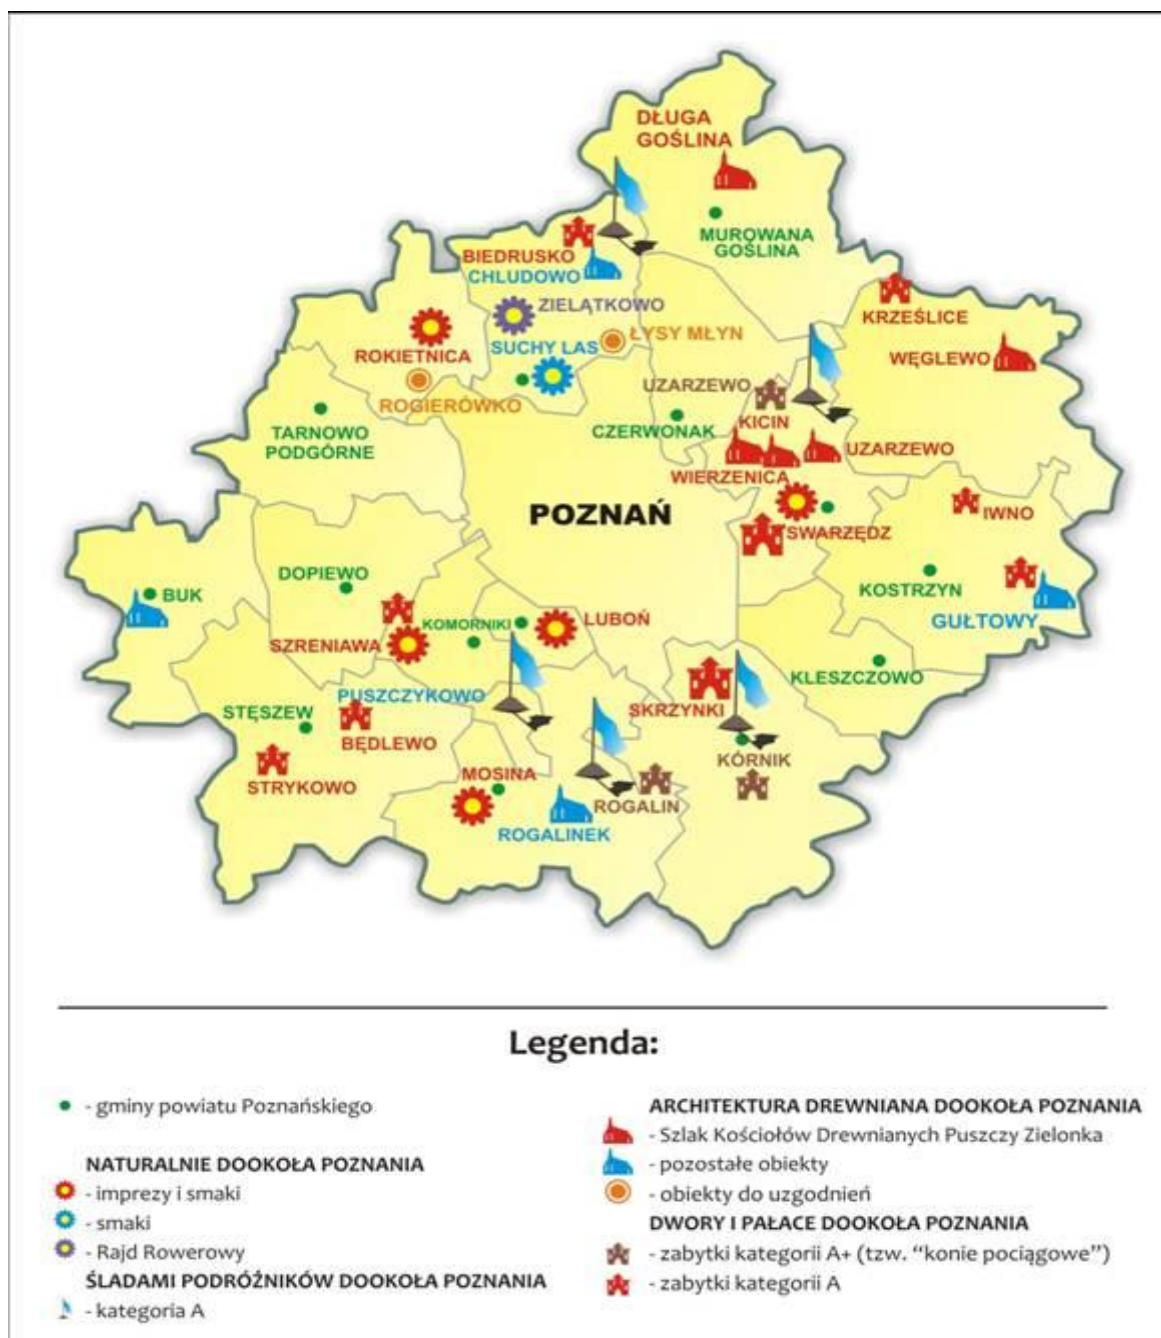 DŁUGA
GOŚLINA
MUROWANA
GOŚLINA
BIEDRUSKO
CHLUDOWO
KRZEŚLICE
ZIELĄTKOWO
ROKIETNICA
SUCHY LAS
ŁYSY MŁYN
WĘGLEWO
ROGIERÓWKO
UZARZEWO
KICIN
TARNOWO
PODGÓRNE
CZERWONAK
WIERZENICA
UZARZEWO
POZNAŃ
SWARZĘDZ
IWNO
DOPIEWO
BUK
KOSTRZYN
GUŁTOWY
KOMORNIKI
LUBOŃ
SZRENIAWA
KLESZCZOWO
PUSZCZYKOWO
SKRZYNKI
STĘSZEW
BĘDLEWO
KÓRNIK
STRYKOWO
MOSINA
ROGALIN
ROGALINEK
Legenda:
- gminy powiatu Poznańskiego
NATURALNIE DOOKOŁA POZNANIA
- imprezy i smaki
- smaki
- Rajd Rowerowy
ŚLADAMI PODRÓŻNIKÓW DOOKOŁA POZNANIA
- kategoria A
ARCHITEKTURA DREWNIANA DOOKOŁA POZNANIA
- Szlak Kościołów Drewnianych Puszczy Zielonka
- pozostałe obiekty
- obiekty do uzgodnień
DWORY I PAŁACE DOOKOŁA POZNANIA
- zabytki kategorii A+ (tzw. “konie pociągowe”)
- zabytki kategorii A